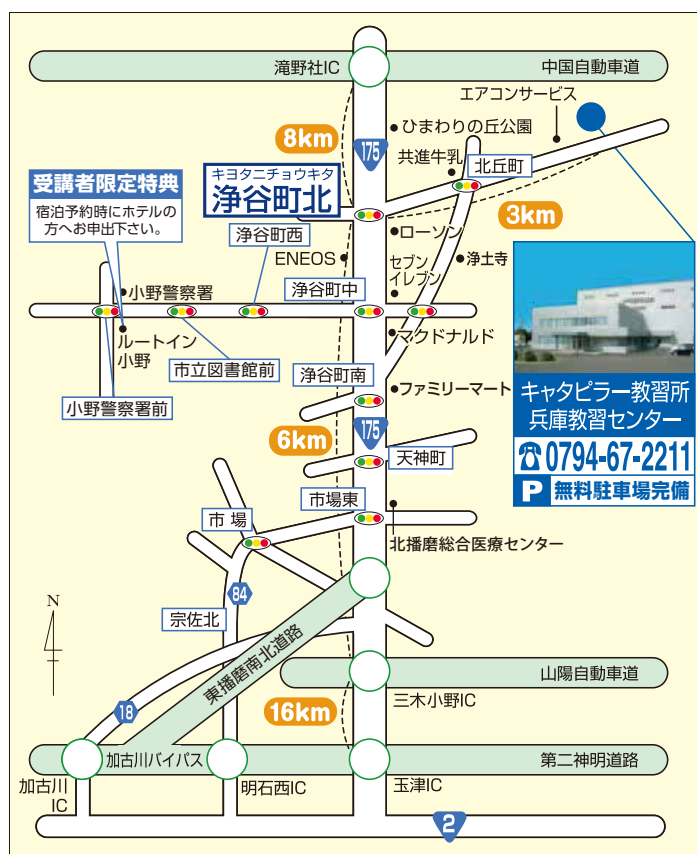 滝野社IC
中国自動車道
エアコンサービス
8km
175
ひまわりの丘公園
共進牛乳
北丘町
受講者限定特典
宿泊予約時にホテルの
方へお申出下さい。
キヨタニチョウキタ
浄谷町北
3km
浄谷町西
ローソン
ENEOS
セブン
イレブン
浄土寺
小野警察署
浄谷町中
ルートイン
小野
市立図書館前
マクドナルド
浄谷町南
小野警察署前
ファミリーマート
キャタピラー教習所
兵庫教習センター
☎0794-67-2211
P 無料駐車場完備
6km
175
天神町
市場東
市 場
北播磨総合医療センター
N
84
宗佐北
東播磨南北道路
山陽自動車道
三木小野IC
18
16km
加古川バイパス
第二神明道路
加古川
IC
明石西IC
玉津IC
2